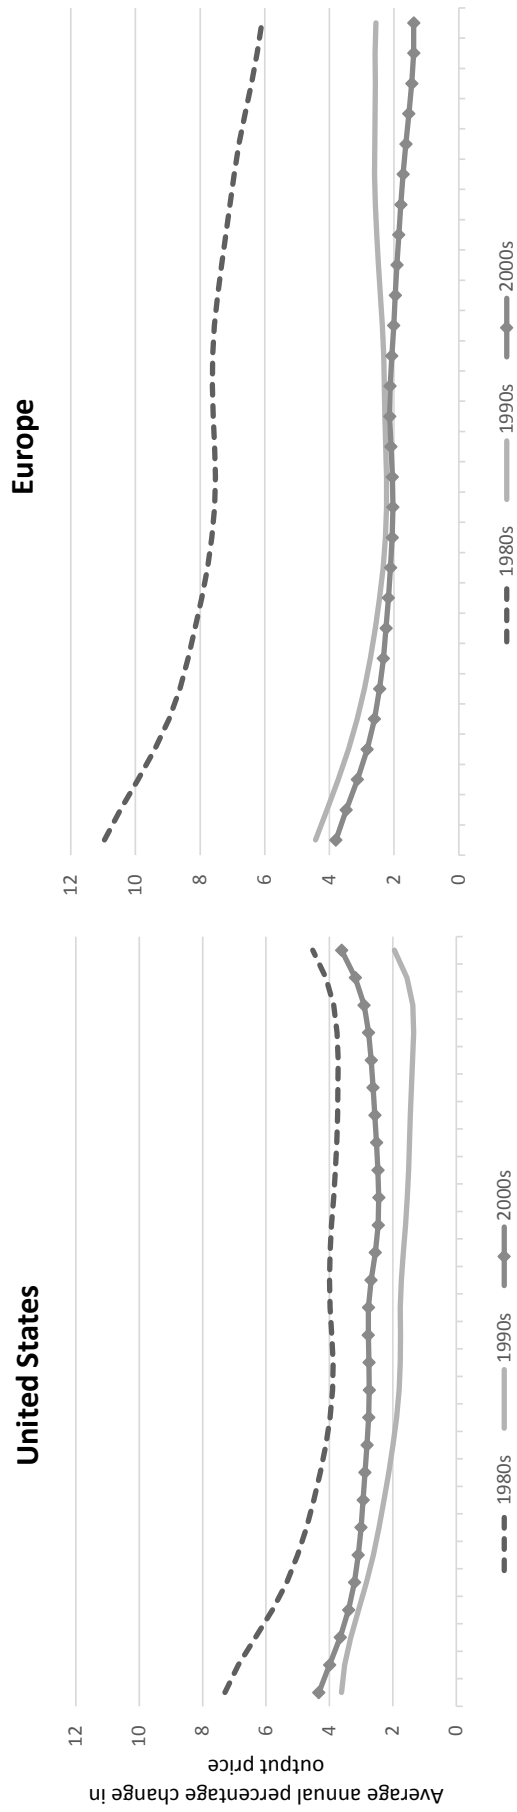 United States
Average annual percentage change in
output price
12
10
8
6
4
2
0
1980s
1990s
2000s
Europe
12
10
8
6
4
2
0
1980s
1990s
2000s